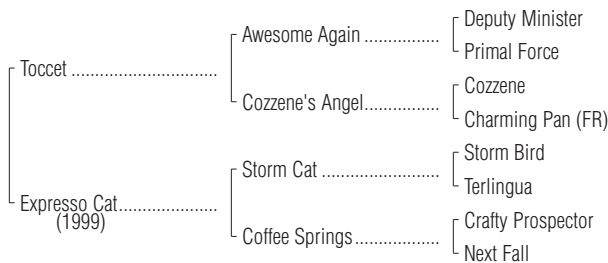 Deputy Minister
Awesome Again ................
Primal Force
Toccet ..............................
Cozzene
Cozzene's Angel................
Charming Pan (FR)
Storm Bird
Storm Cat ........................
Terlingua
Expresso Cat....................
(1999)
Crafty Prospector
Coffee Springs.................
Next Fall